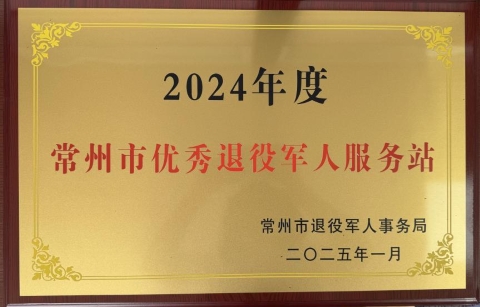 2024年度
常州市优秀退役军人服务站
常州市退役军人事务局
二〇二五年一月